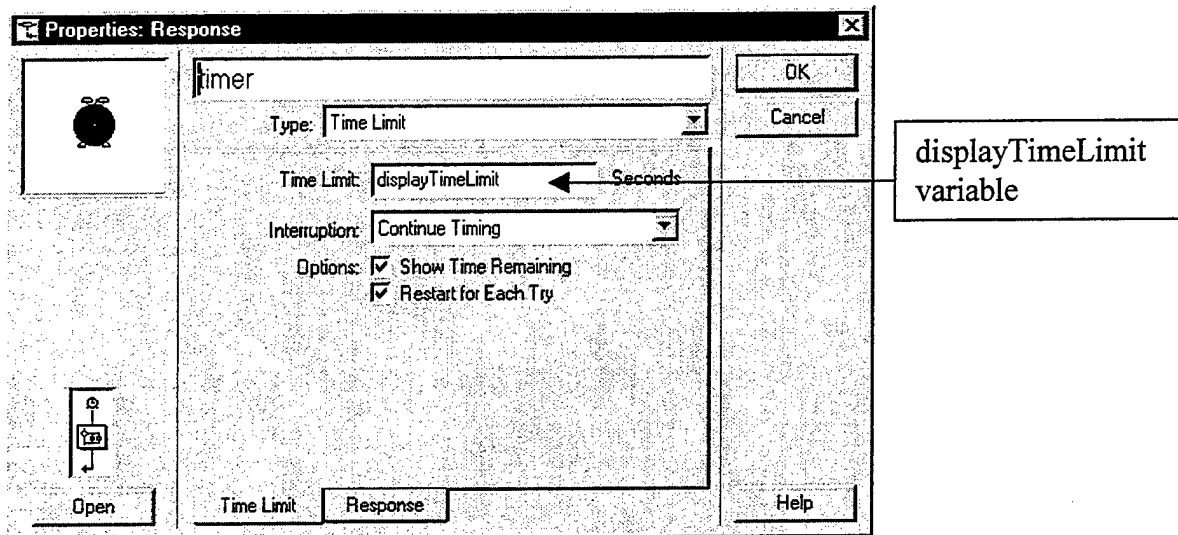 Properties: Response
timer
OK
Type: Time Limit
Cancel
displayTimeLimit
variable
Time Limit: displayTimeLimit Seconds
Interruption: Continue Timing
Options: Show Time Remaining
Restart for Each Try
Open
Time Limit
Response
Help